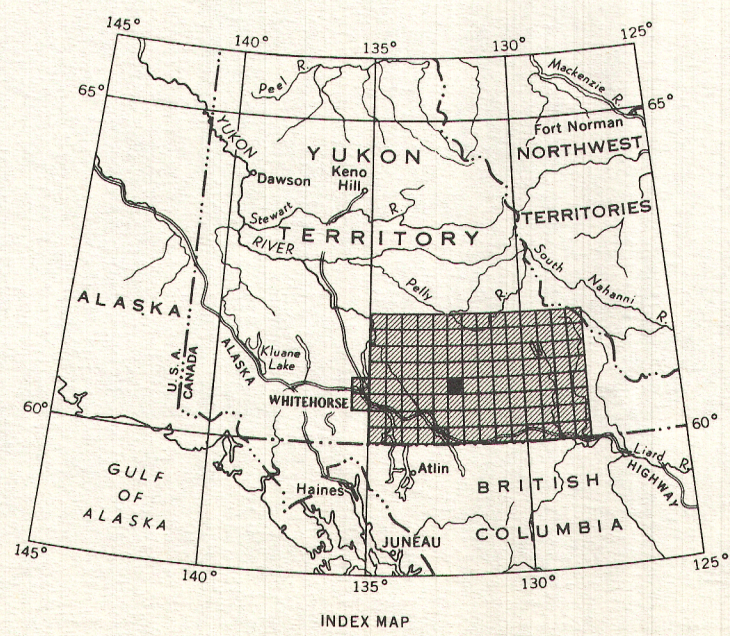 145°
140°
135°
130°
125°
65°
Peel R.
Mackenzie R.
65°
Fort Norman
YUKON
YUKON
NORTHWEST
Keno
Hill
Dawson
Stewart R.
TERRITORIES
RIVER
TERRITORY
South Nahanni R.
Pelly R.
ALASKA
U.S.A.
CANADA
ALASKA
Kluane
Lake
WHITEHORSE
60°
60°
Liard R.
HIGHWAY
Atlin
BRITISH
GULF
OF
ALASKA
Haines
COLUMBIA
JUNEAU
145°
140°
135°
130°
125°
INDEX MAP